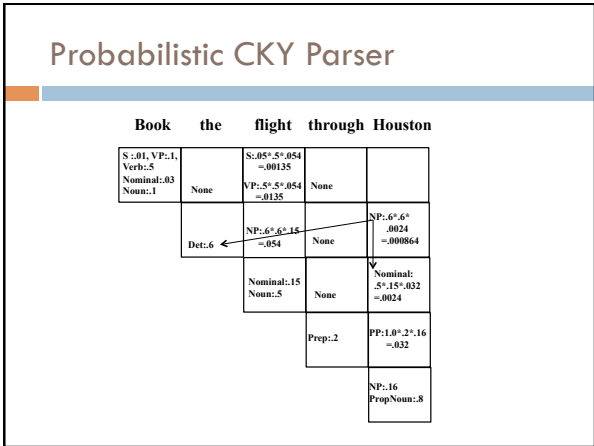 Probabilistic CKY Parser
Book the flight through Houston
S :.01, VP:.1,
Verb:.5
Nominal:.03
Noun:.1
None
S:.05*.5*.054
=.00135
VP:.5*.5*.054
=.0135
None
Det:.6
NP:.6*.6*.15
=.054
None
NP:.6*.6*
.0024
=.000864
Nominal:.15
Noun:.5
None
Nominal:
.5*.15*.032
=.0024
Prep:.2
PP:1.0*.2*.16
=.032
NP:.16
PropNoun:.8